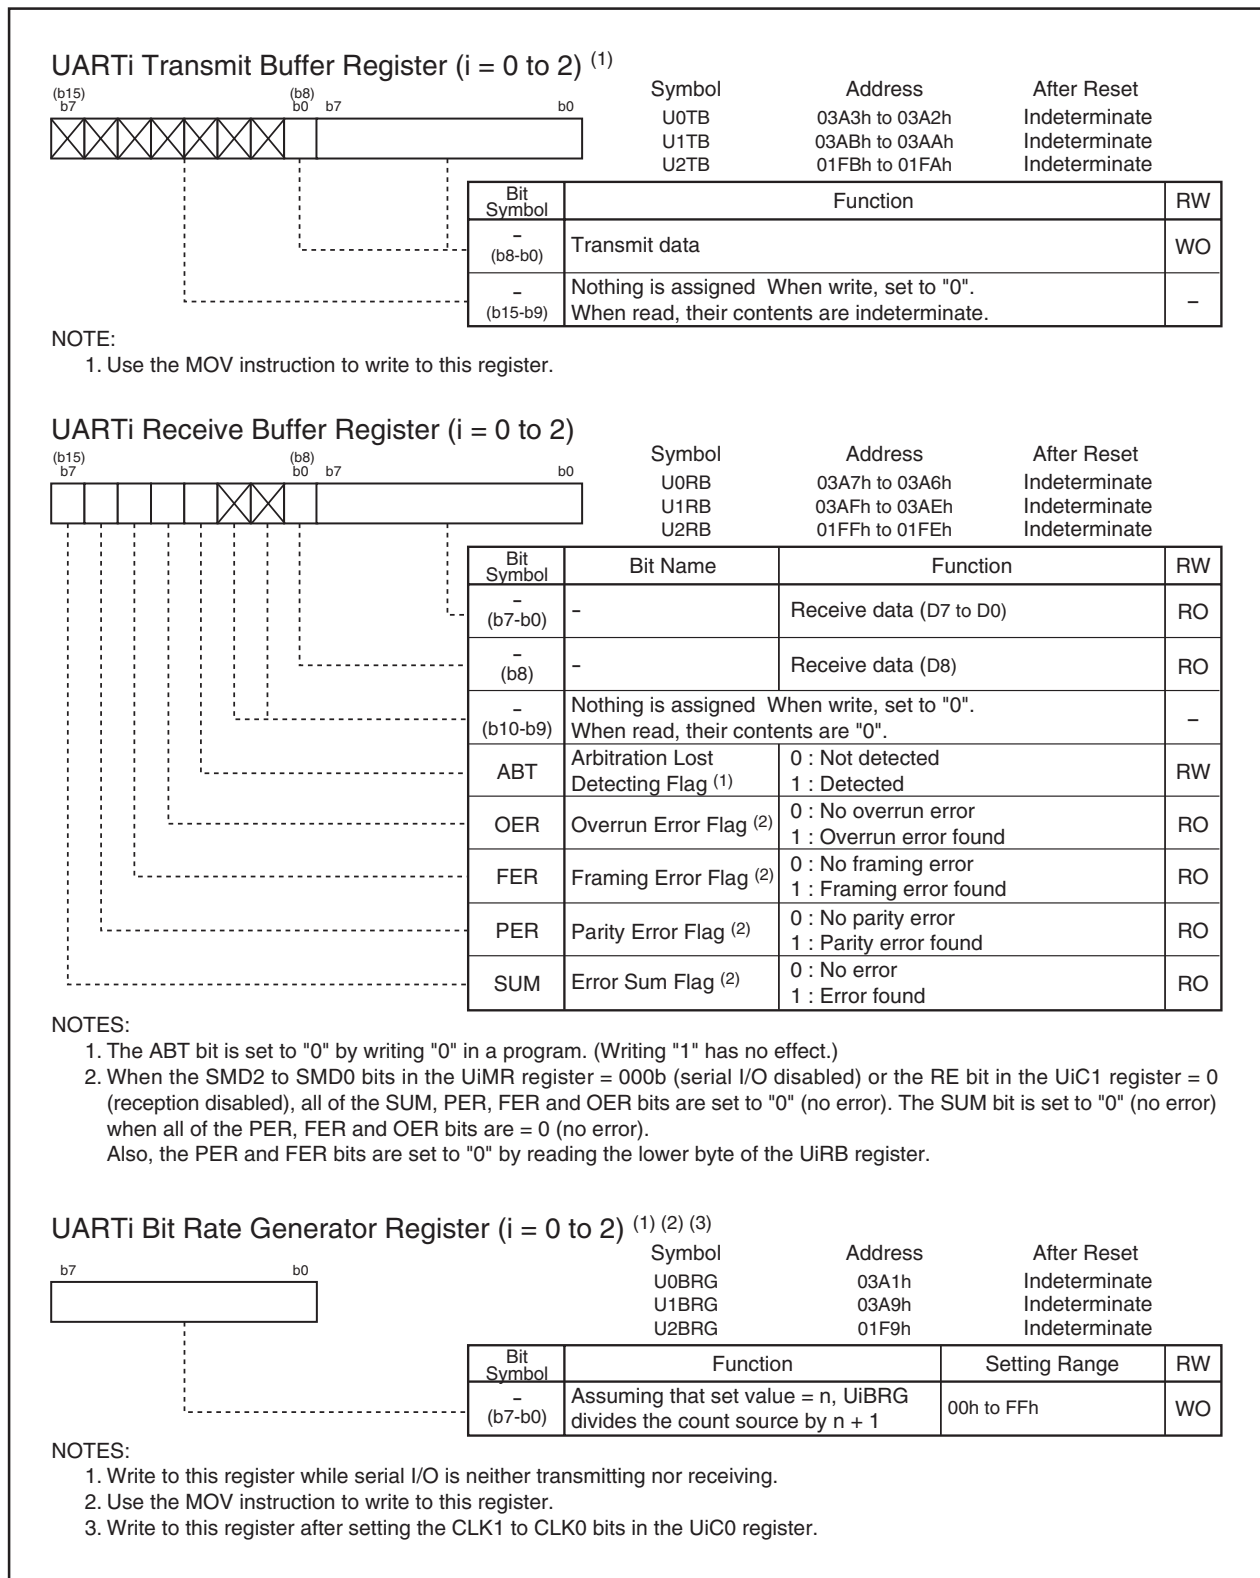 UARTi Transmit Buffer Register (i = 0 to 2) (1)
(b15) (b8)
b7 b0 b7 b0
Symbol Address After Reset
U0TB 03A3h to 03A2h Indeterminate
U1TB 03ABh to 03AAh Indeterminate
U2TB 01FBh to 01FAh Indeterminate
Bit Symbol Function RW
– (b8-b0) Transmit data WO
– (b15-b9) Nothing is assigned When write, set to "0".
When read, their contents are indeterminate. –
NOTE:
1. Use the MOV instruction to write to this register.
UARTi Receive Buffer Register (i = 0 to 2)
(b15) (b8)
b7 b0 b7 b0
Symbol Address After Reset
U0RB 03A7h to 03A6h Indeterminate
U1RB 03AFh to 03AEh Indeterminate
U2RB 01FFh to 01FEh Indeterminate
Bit Symbol Bit Name Function RW
– (b7-b0) – Receive data (D7 to D0) RO
– (b8) – Receive data (D8) RO
– (b10-b9) Nothing is assigned When write, set to "0".
When read, their contents are "0". –
ABT Arbitration Lost Detecting Flag (1) 0 : Not detected
1 : Detected RW
OER Overrun Error Flag (2) 0 : No overrun error
1 : Overrun error found RO
FER Framing Error Flag (2) 0 : No framing error
1 : Framing error found RO
PER Parity Error Flag (2) 0 : No parity error
1 : Parity error found RO
SUM Error Sum Flag (2) 0 : No error
1 : Error found RO
NOTES:
1. The ABT bit is set to "0" by writing "0" in a program. (Writing "1" has no effect.)
2. When the SMD2 to SMD0 bits in the UiMR register = 000b (serial I/O disabled) or the RE bit in the UiC1 register = 0
(reception disabled), all of the SUM, PER, FER and OER bits are set to "0" (no error). The SUM bit is set to "0" (no error)
when all of the PER, FER and OER bits are = 0 (no error).
Also, the PER and FER bits are set to "0" by reading the lower byte of the UiRB register.
UARTi Bit Rate Generator Register (i = 0 to 2) (1) (2) (3)
b7 b0
Symbol Address After Reset
U0BRG 03A1h Indeterminate
U1BRG 03A9h Indeterminate
U2BRG 01F9h Indeterminate
Bit Symbol Function Setting Range RW
– (b7-b0) Assuming that set value = n, UiBRG
divides the count source by n + 1 00h to FFh WO
NOTES:
1. Write to this register while serial I/O is neither transmitting nor receiving.
2. Use the MOV instruction to write to this register.
3. Write to this register after setting the CLK1 to CLK0 bits in the UiC0 register.